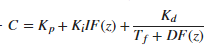 - C = K_p + K_i IF(z) + \frac{K_d}{T_f + DF(z)}